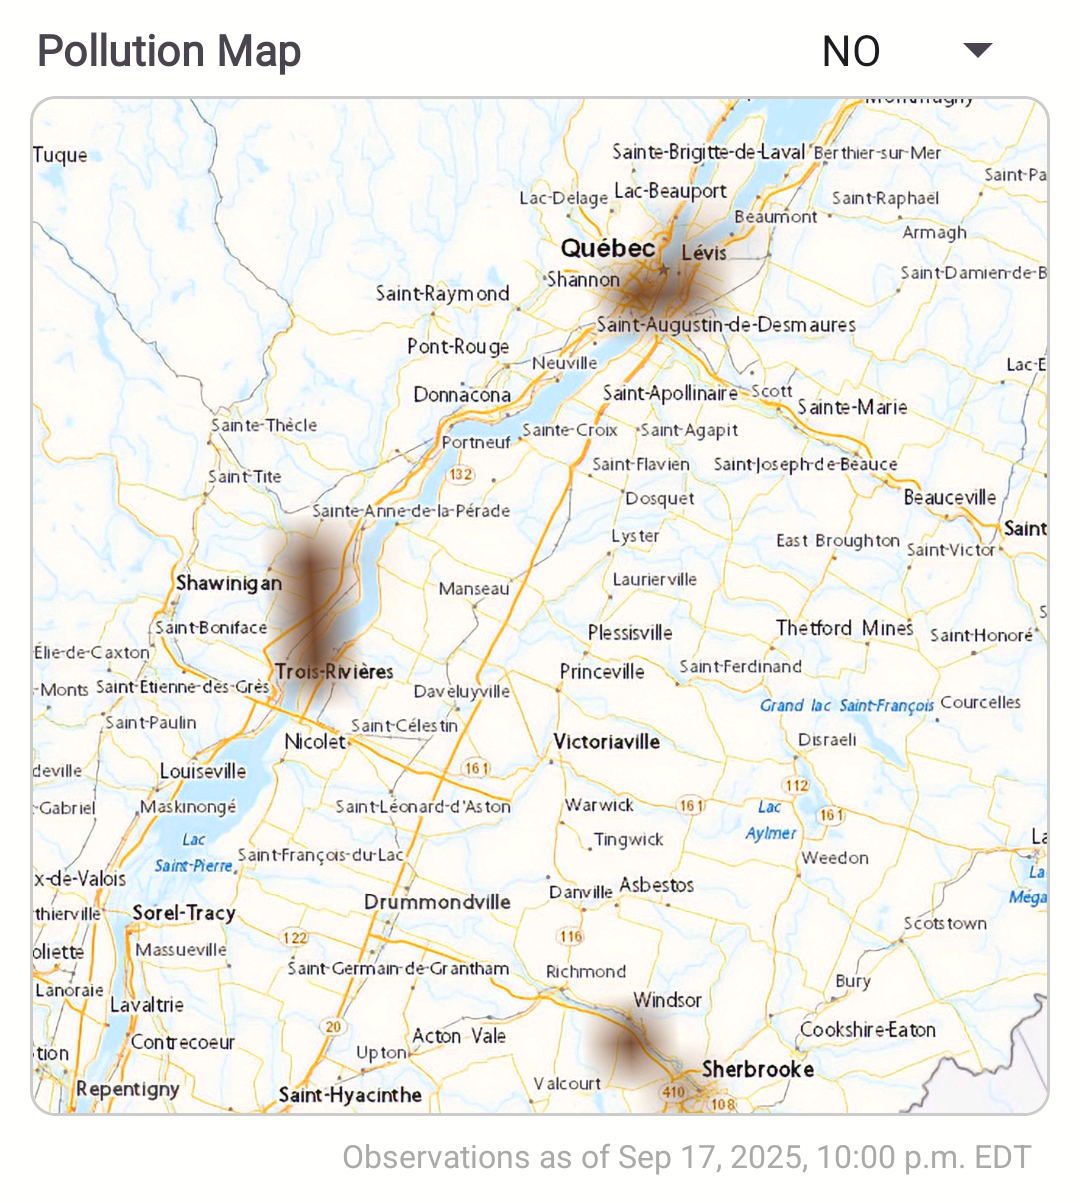 Pollution Map
NO
Tuque
Sainte-Brigitte-de-Laval
Berthier-sur-Mer
Saint-Pa
Lac-Delage
Lac-Beauport
Saint-Raphaël
Beaumont
Armagh
Québec
Lévis
Shannon
Saint-Damien-de-B
Saint-Raymond
Saint-Augustin-de-Desmaures
Pont-Rouge
Neuville
Lac-E
Donnacona
Saint-Apollinaire
Scott
Sainte-Marie
Sainte-Thècle
Portneuf
Sainte-Croix
Saint-Agapit
Saint-Tite
132
Saint-Flavien
Saint-Joseph-de-Beauce
Dosquet
Beauceville
Sainte-Anne-de-la-Pérade
Saint
Lyster
East Broughton
Saint-Victor
Shawinigan
Manseau
Laurierville
Saint-Boniface
Plessisville
Thetford Mines
Saint-Honoré
S
Élie-de-Caxton
Trois-Rivières
Princeville
Saint-Ferdinand
-Monts
Saint-Étienne-des-Grès
Daveluyville
Grand lac Saint-François
Courcelles
Saint-Paulin
Saint-Célestin
Nicolet
Victoriaville
Disraeli
deville
Louiseville
161
112
-Gabriel
Maskinongé
Saint-Léonard-d'Aston
Warwick
161
Lac
Aylmer
161
Lac
Saint-Pierre
Saint-François-du-Lac
Tingwick
Weedon
La
La
Méga
x-de-Valois
Danville
Asbestos
thierville
Sorel-Tracy
Drummondville
Scotstown
oliette
Massueville
122
116
Saint-Germain-de-Grantham
Richmond
Bury
Lanoraie
Lavaltrie
Windsor
20
Contrecoeur
Acton Vale
Cookshire-Eaton
tion
Upton
Sherbrooke
Repentigny
Saint-Hyacinthe
Valcourt
410
108
Observations as of Sep 17, 2025, 10:00 p.m. EDT